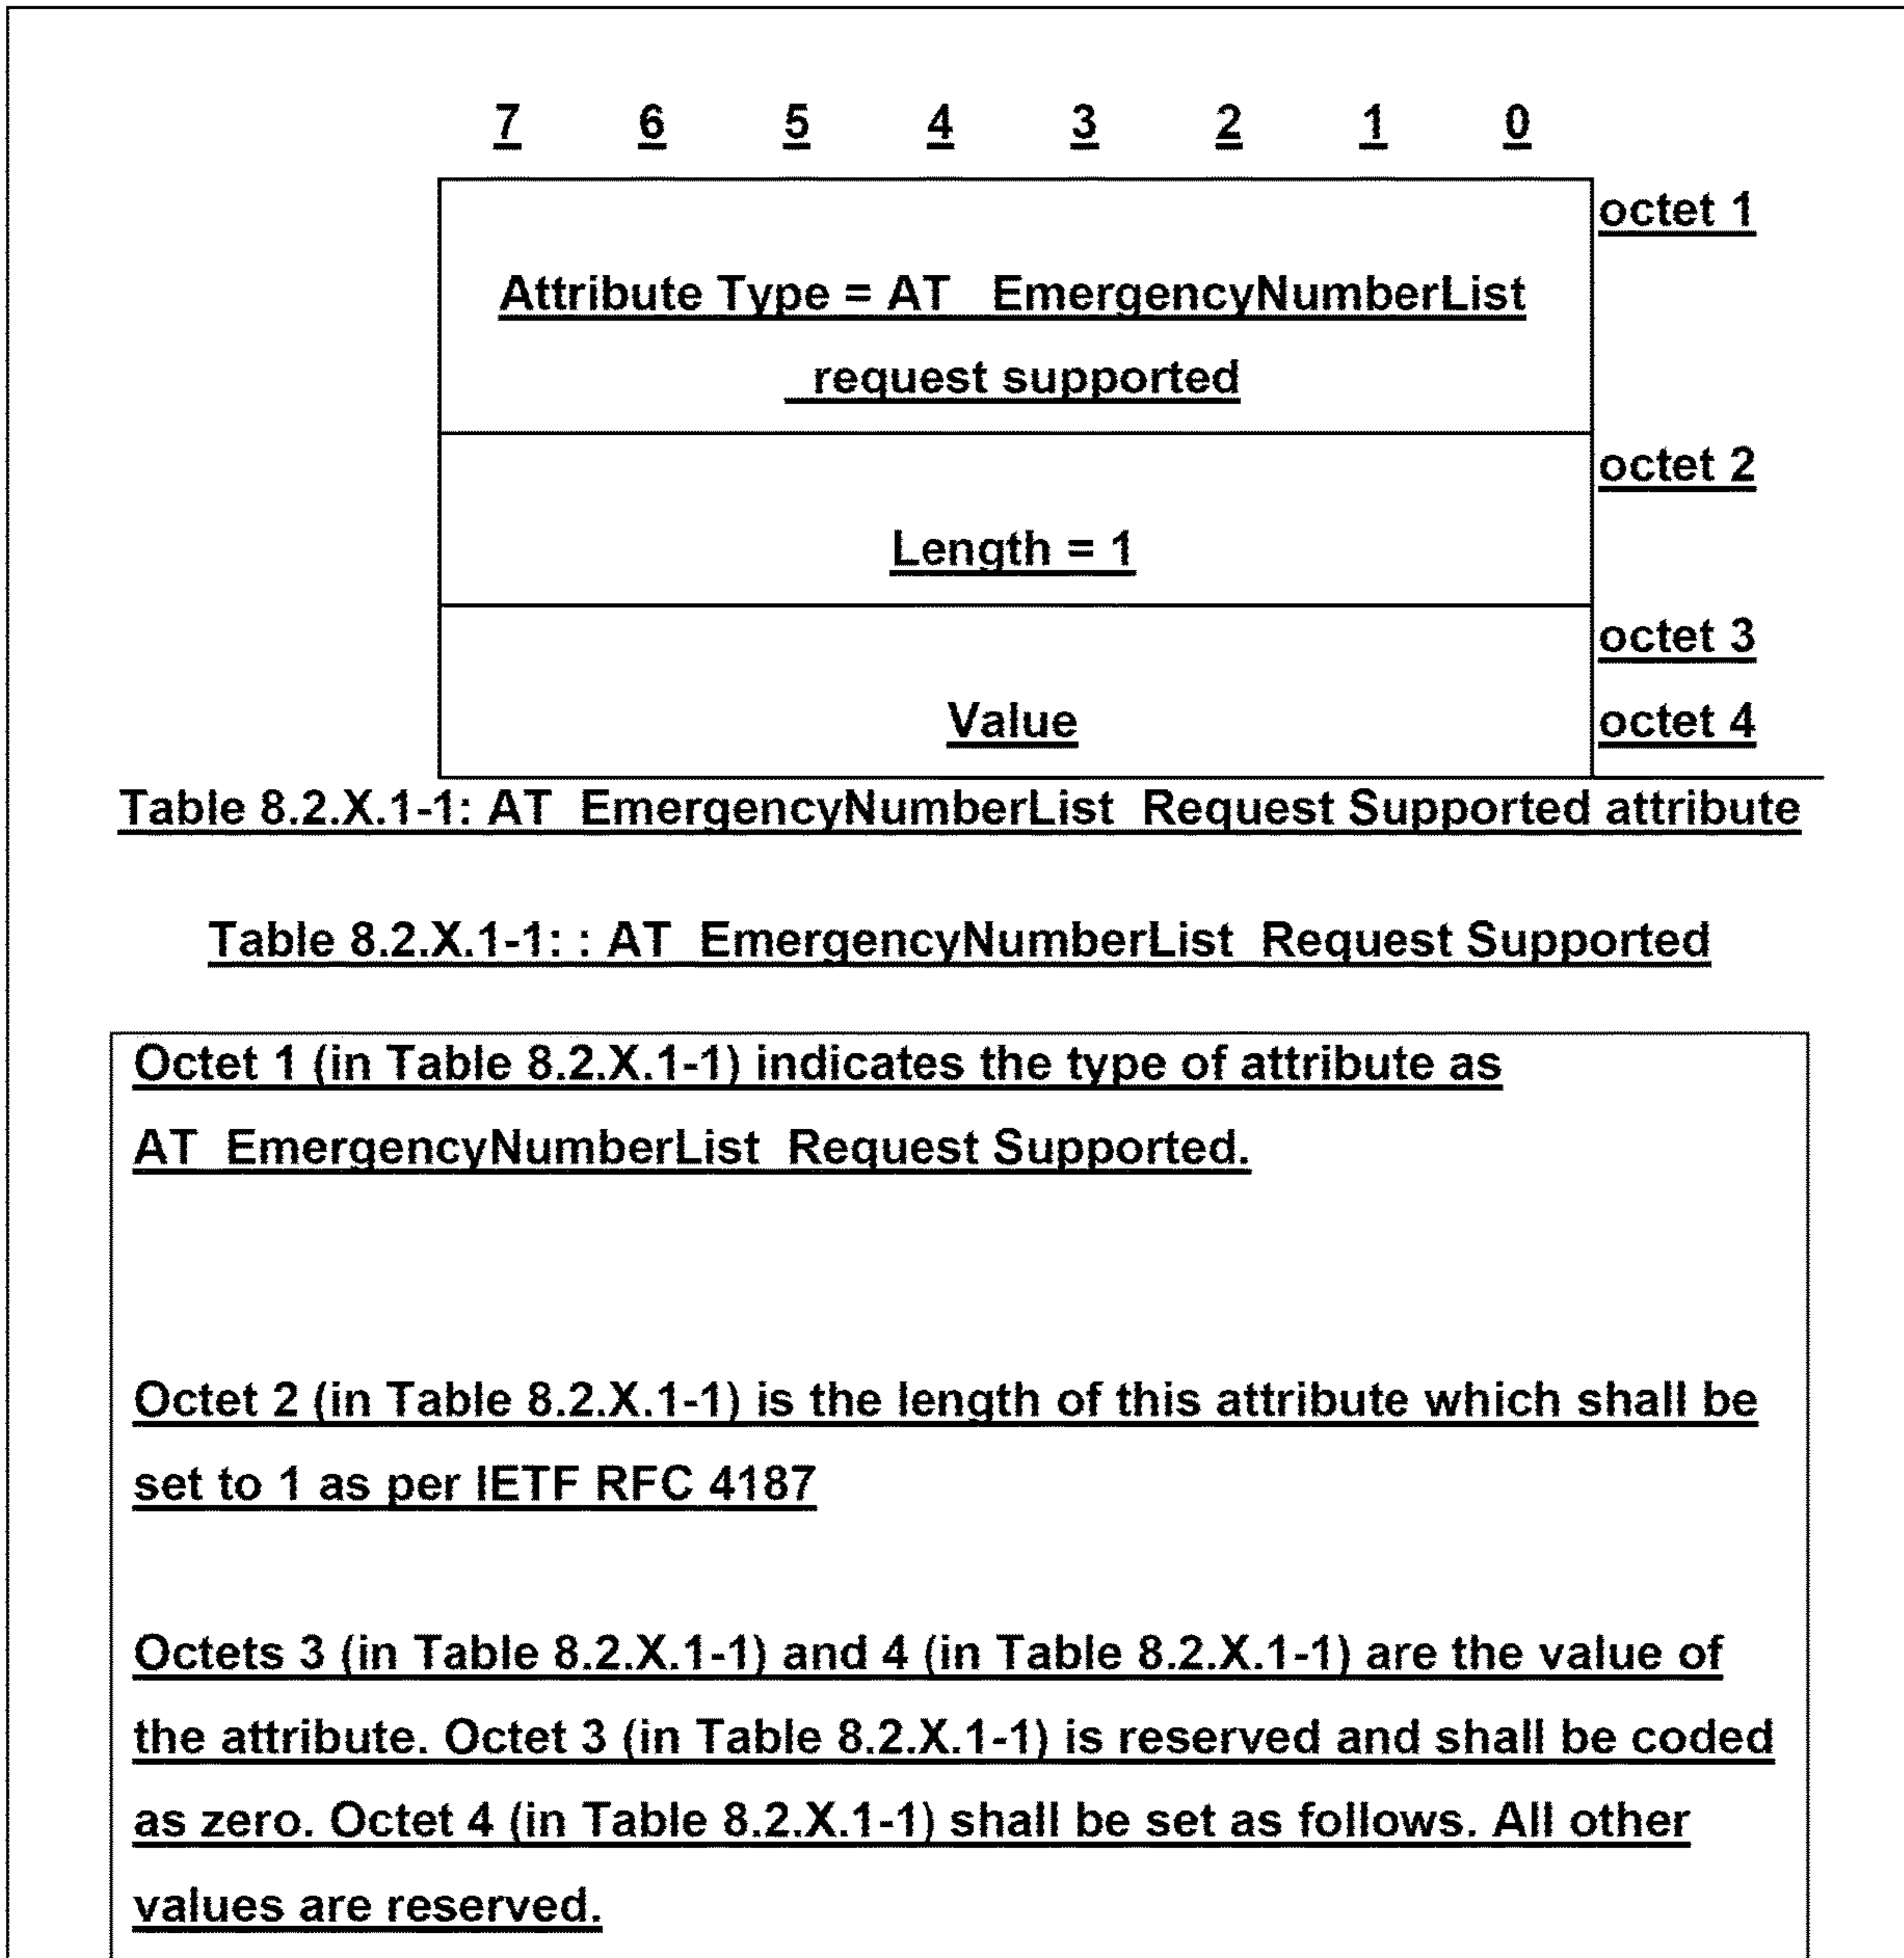 7 6 5 4 3 2 1 0
octet 1
Attribute Type = AT_ EmergencyNumberList
_request supported
octet 2
Length = 1
octet 3
Value octet 4
Table 8.2.X.1-1: AT_EmergencyNumberList_Request Supported attribute
Table 8.2.X.1-1: : AT_EmergencyNumberList_Request Supported
Octet 1 (in Table 8.2.X.1-1) indicates the type of attribute as
AT_EmergencyNumberList_Request Supported.
Octet 2 (in Table 8.2.X.1-1) is the length of this attribute which shall be
set to 1 as per IETF RFC 4187
Octets 3 (in Table 8.2.X.1-1) and 4 (in Table 8.2.X.1-1) are the value of
the attribute. Octet 3 (in Table 8.2.X.1-1) is reserved and shall be coded
as zero. Octet 4 (in Table 8.2.X.1-1) shall be set as follows. All other
values are reserved.